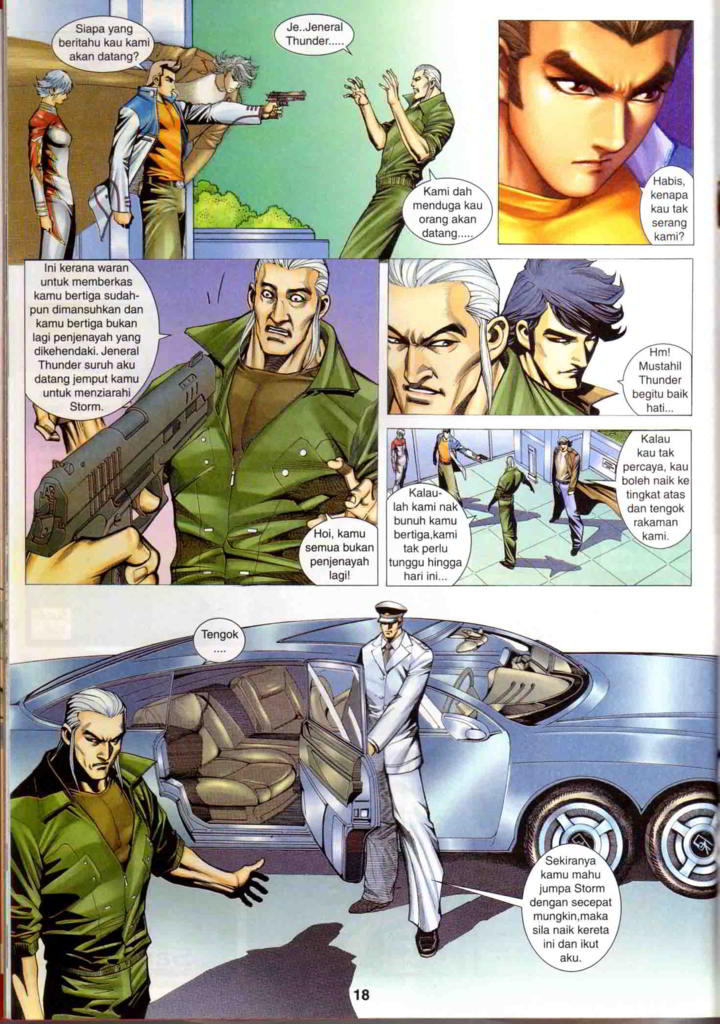 Siapa yang
beritahu kau kami
akan datang?
Je..Jeneral
Thunder.....
Kami dah
menduga kau
orang akan
datang.....
Habis,
kenapa
kau tak
serang
kami?
Ini kerana waran
untuk memberkas
kamu bertiga sudah-
pun dimansuhkan dan
kamu bertiga bukan
lagi penjenayah yang
dikehendaki. Jeneral
Thunder suruh aku
datang jemput kamu
untuk menziarahi
Storm.
Hoi, kamu
semua bukan
penjenayah
lagi!
Hm!
Mustahil
Thunder
begitu baik
hati...
Kalau-
lah kami nak
bunuh kamu
bertiga,kami
tak perlu
tunggu hingga
hari ini...
Kalau
kau tak
percaya, kau
boleh naik ke
tingkat atas
dan tengok
rakaman
kami.
Tengok
....
Sekiranya
kamu mahu
jumpa Storm
dengan secepat
mungkin,maka
sila naik kereta
ini dan ikut
aku.
18